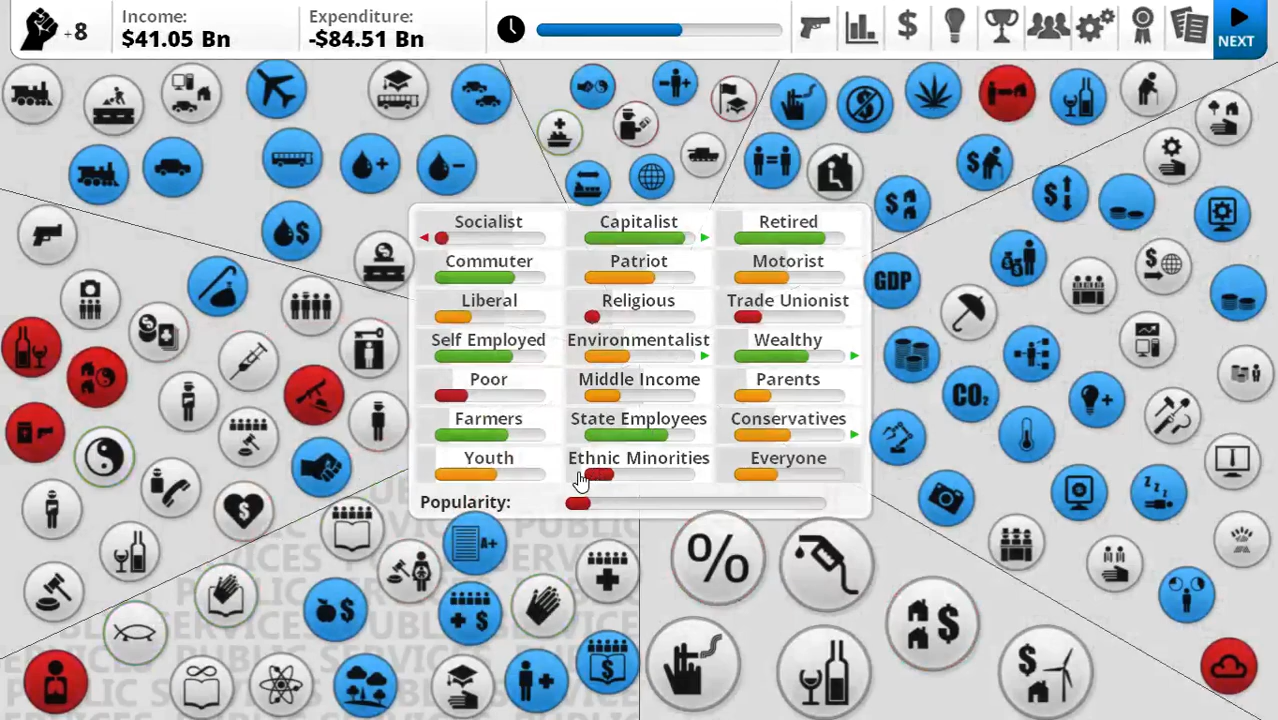 Income:
Expenditure:
+8
$41.05 Bn
-$84.51 Bn
NEXT
Socialist
Capitalist
Retired
Commuter
Patriot
Motorist
Liberal
Religious
Trade Unionist
Self Employed
Environmentalist
Wealthy
Poor
Middle Income
Parents
Farmers
State Employees
Conservatives
Youth
Ethnic Minorities
Everyone
Popularity:
GDP
CO₂
A+
%
PUBLIC SERVICES